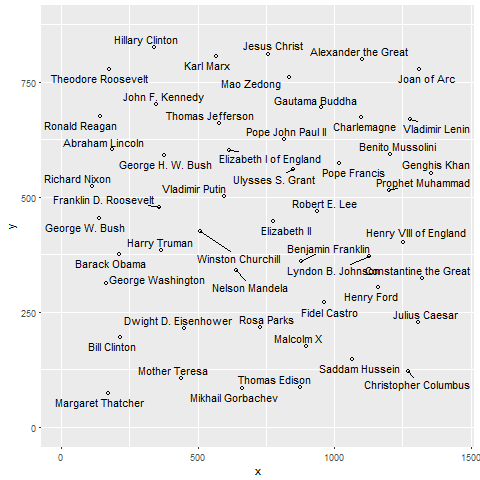 Hillary Clinton
Jesus Christ
Alexander the Great
Karl Marx
Theodore Roosevelt
Mao Zedong
Joan of Arc
750
John F. Kennedy
Gautama Buddha
Thomas Jefferson
Ronald Reagan
Pope John Paul II
Charlemagne
Vladimir Lenin
Abraham Lincoln
Benito Mussolini
George H. W. Bush
Elizabeth I of England
Genghis Khan
Richard Nixon
Ulysses S. Grant
Pope Francis
Prophet Muhammad
Vladimir Putin
500
Franklin D. Roosevelt
Robert E. Lee
George W. Bush
Elizabeth II
Henry VIII of England
y
Harry Truman
Benjamin Franklin
Barack Obama
Winston Churchill
Lyndon B. Johnson
Constantine the Great
George Washington
Nelson Mandela
Henry Ford
250
Fidel Castro
Julius Caesar
Dwight D. Eisenhower
Rosa Parks
Bill Clinton
Malcolm X
Mother Teresa
Saddam Hussein
Thomas Edison
Christopher Columbus
Margaret Thatcher
Mikhail Gorbachev
0
0
500
1000
1500
x